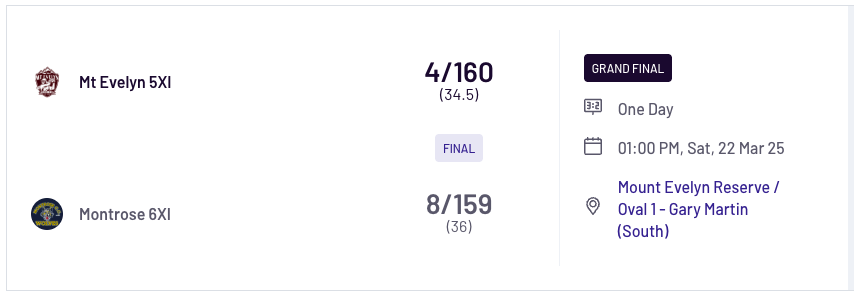 Mt Evelyn 5XI
4/160
(34.5)
FINAL
Montrose 6XI
8/159
(36)
GRAND FINAL
One Day
01:00 PM, Sat, 22 Mar 25
Mount Evelyn Reserve /
Oval 1 - Gary Martin
(South)